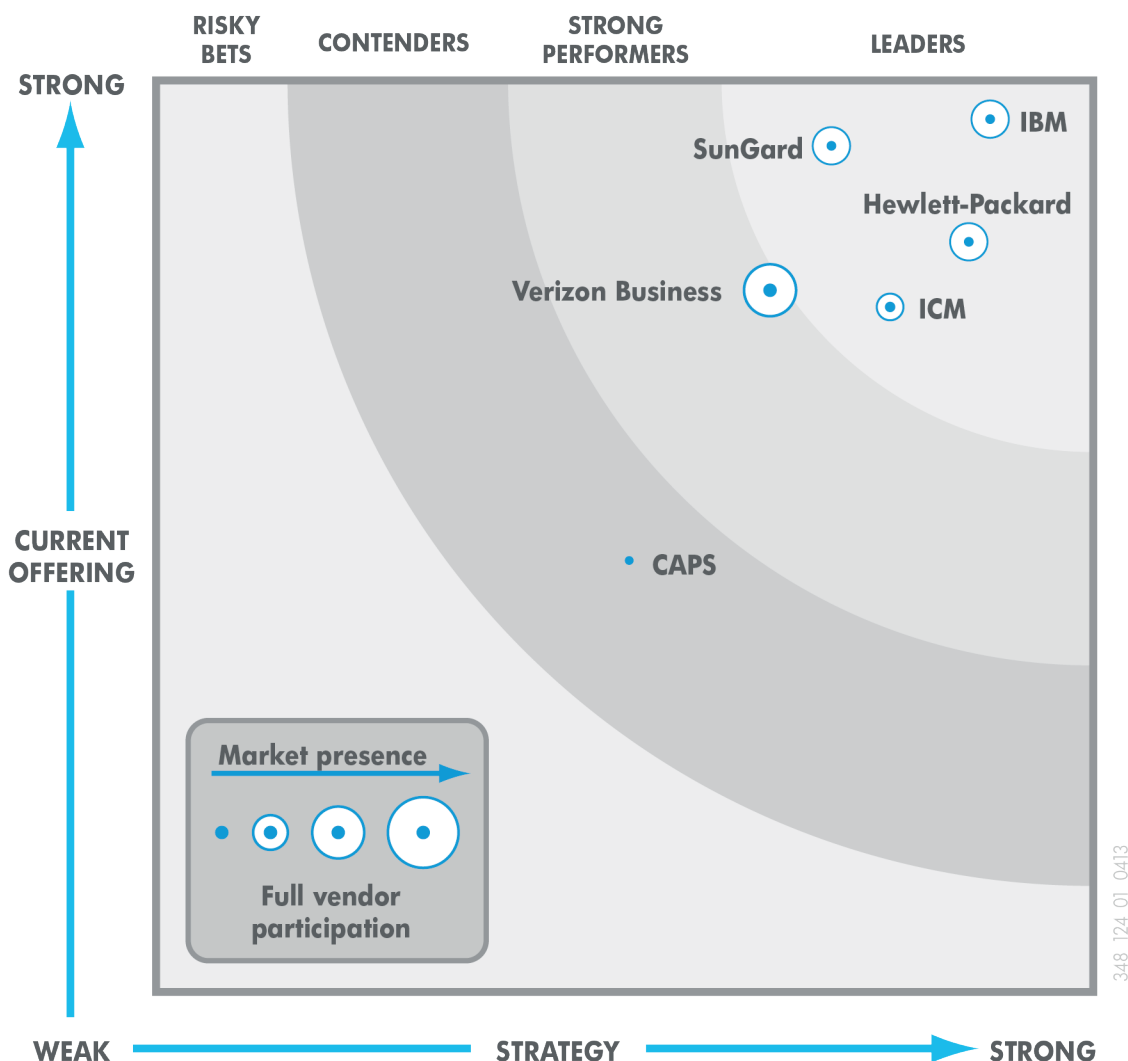 RISKY
BETS
CONTENDERS
STRONG
PERFORMERS
LEADERS
STRONG
IBM
SunGard
Hewlett-Packard
Verizon Business
ICM
CURRENT
OFFERING
CAPS
Market presence
Full vendor
participation
348 124 01 0413
WEAK
STRATEGY
STRONG